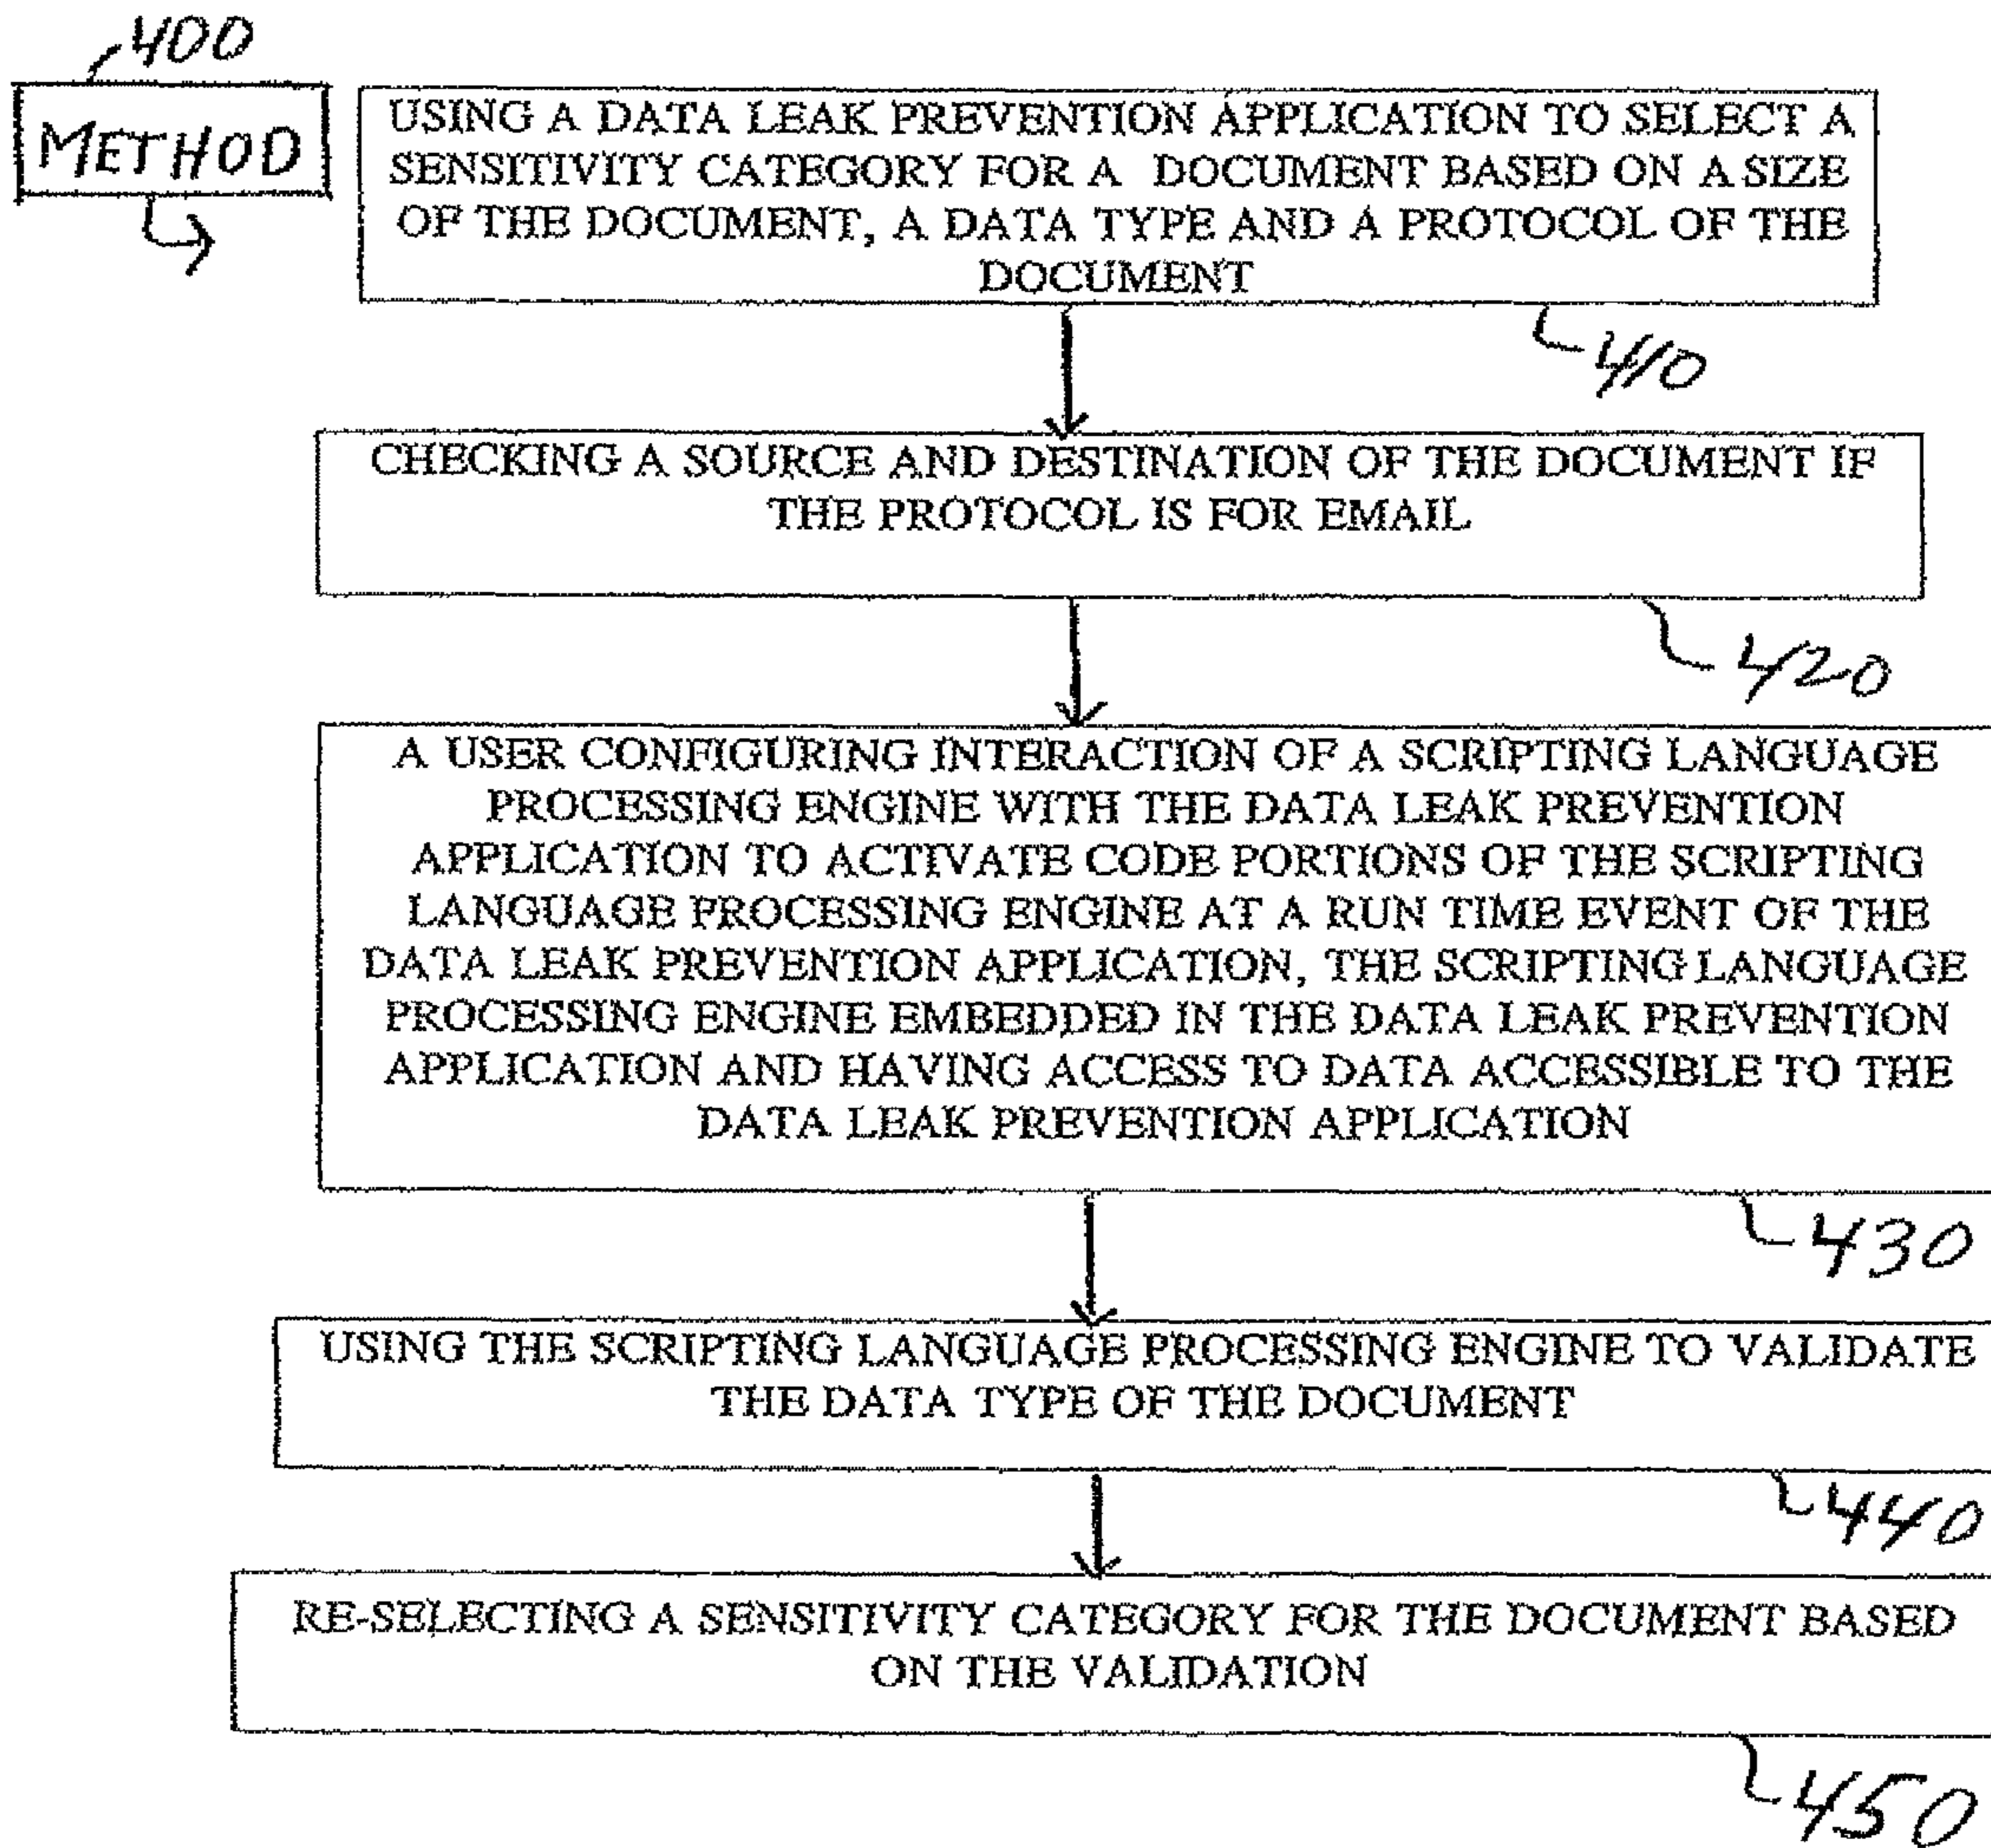 400
METHOD
USING A DATA LEAK PREVENTION APPLICATION TO SELECT A
SENSITIVITY CATEGORY FOR A DOCUMENT BASED ON A SIZE
OF THE DOCUMENT, A DATA TYPE AND A PROTOCOL OF THE
DOCUMENT
410
CHECKING A SOURCE AND DESTINATION OF THE DOCUMENT IF
THE PROTOCOL IS FOR EMAIL
420
A USER CONFIGURING INTERACTION OF A SCRIPTING LANGUAGE
PROCESSING ENGINE WITH THE DATA LEAK PREVENTION
APPLICATION TO ACTIVATE CODE PORTIONS OF THE SCRIPTING
LANGUAGE PROCESSING ENGINE AT A RUN TIME EVENT OF THE
DATA LEAK PREVENTION APPLICATION, THE SCRIPTING LANGUAGE
PROCESSING ENGINE EMBEDDED IN THE DATA LEAK PREVENTION
APPLICATION AND HAVING ACCESS TO DATA ACCESSIBLE TO THE
DATA LEAK PREVENTION APPLICATION
430
USING THE SCRIPTING LANGUAGE PROCESSING ENGINE TO VALIDATE
THE DATA TYPE OF THE DOCUMENT
440
RE-SELECTING A SENSITIVITY CATEGORY FOR THE DOCUMENT BASED
ON THE VALIDATION
450